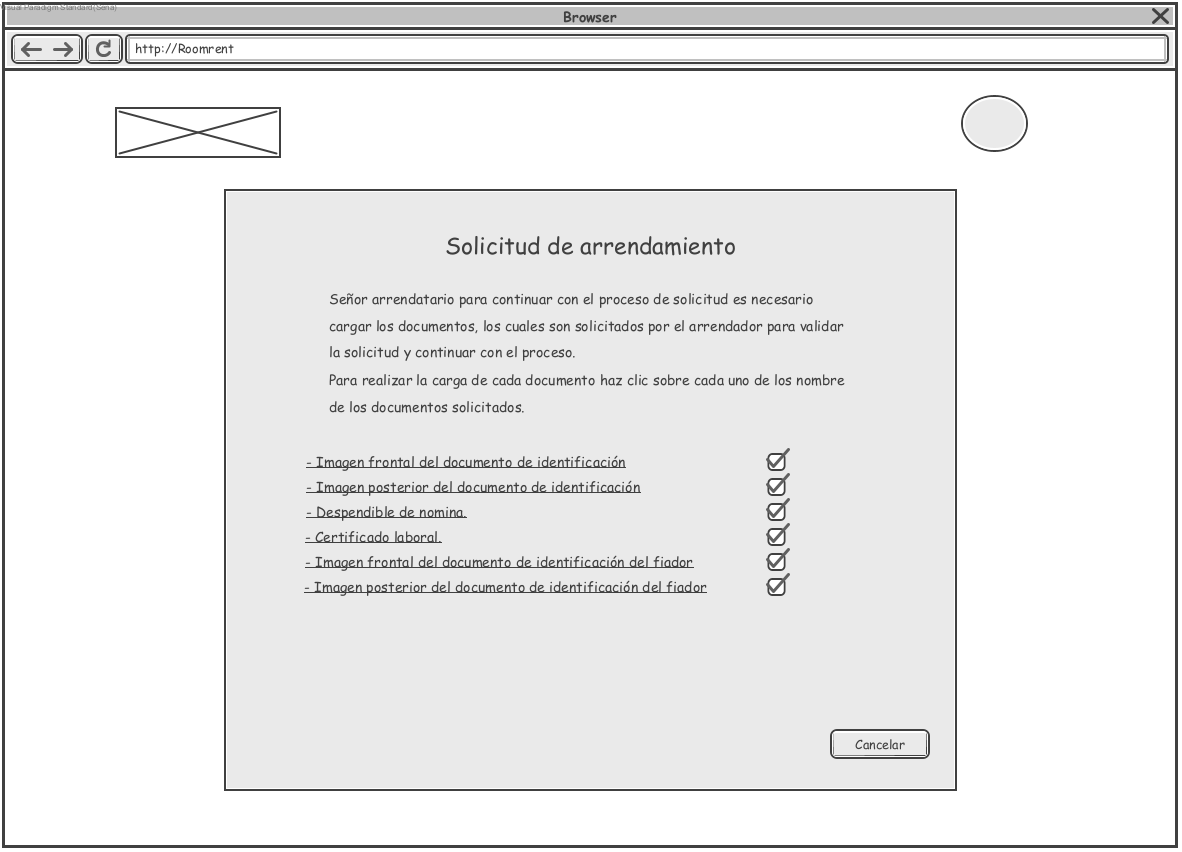 Visual Paradigm Standard(Seria)
Browser
http://Roomrent
Solicitud de arrendamiento
Señor arrendatario para continuar con el proceso de solicitud es necesario
cargar los documentos, los cuales son solicitados por el arrendador para validar
la solicitud y continuar con el proceso.
Para realizar la carga de cada documento haz clic sobre cada uno de los nombre
de los documentos solicitados.
- Imagen frontal del documento de identificación
- Imagen posterior del documento de identificación
- Despendible de nomina.
- Certificado laboral.
- Imagen frontal del documento de identificación del fiador
- Imagen posterior del documento de identificación del fiador
Cancelar